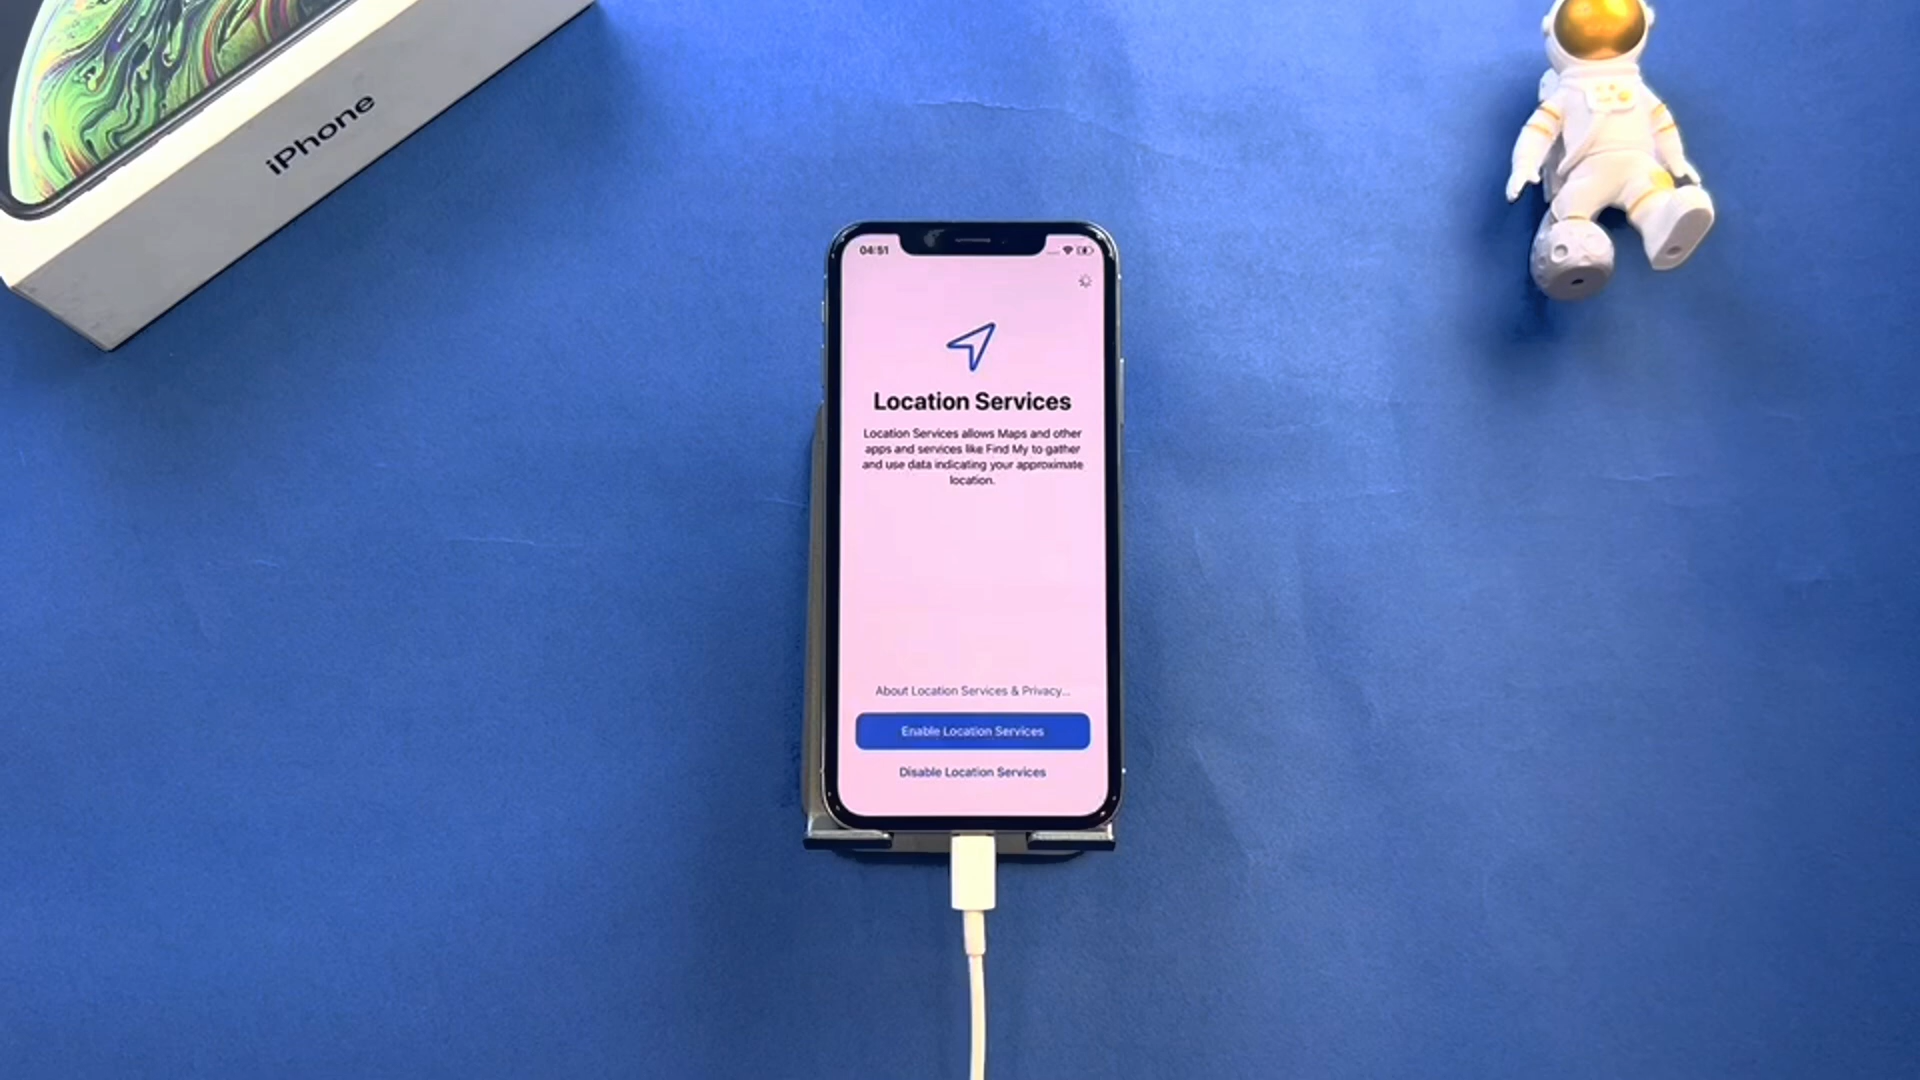 iPhone
04:51
Location Services
Location Services allows Maps and other
apps and services like Find My to gather
and use data indicating your approximate
location.
About Location Services & Privacy...
Enable Location Services
Disable Location Services